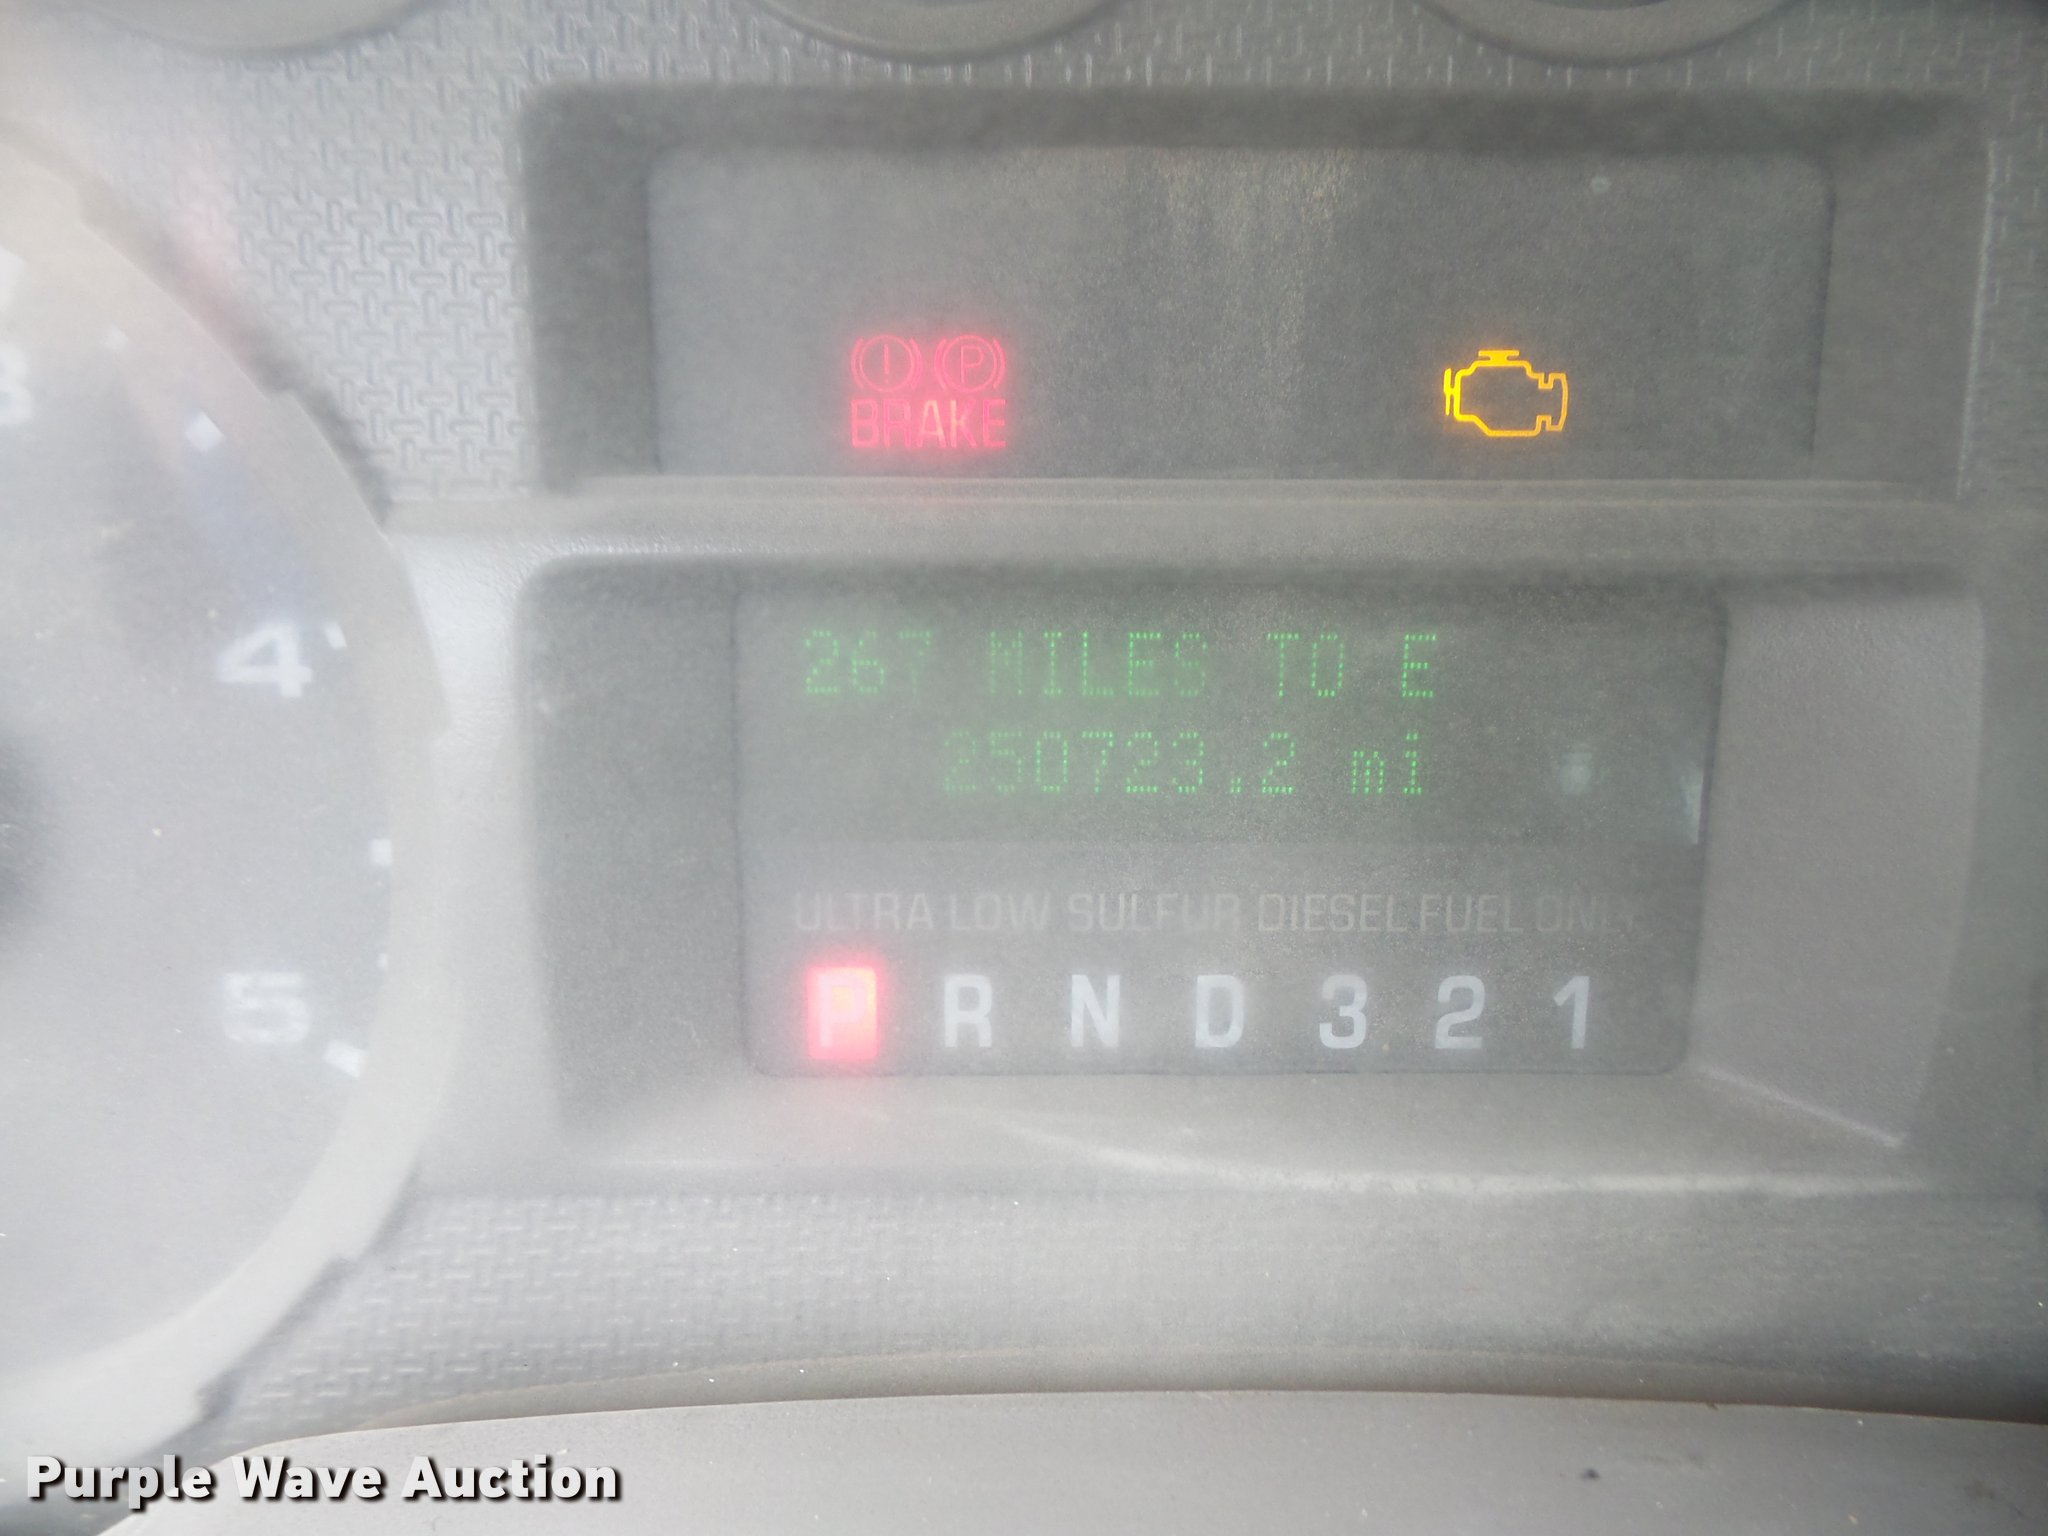 BRAKE
267 MILES TO E
250723.2 mi
ULTRA LOW SULFUR DIESEL FUEL ONLY
P R N D 3 2 1
4
5
Purple Wave Auction